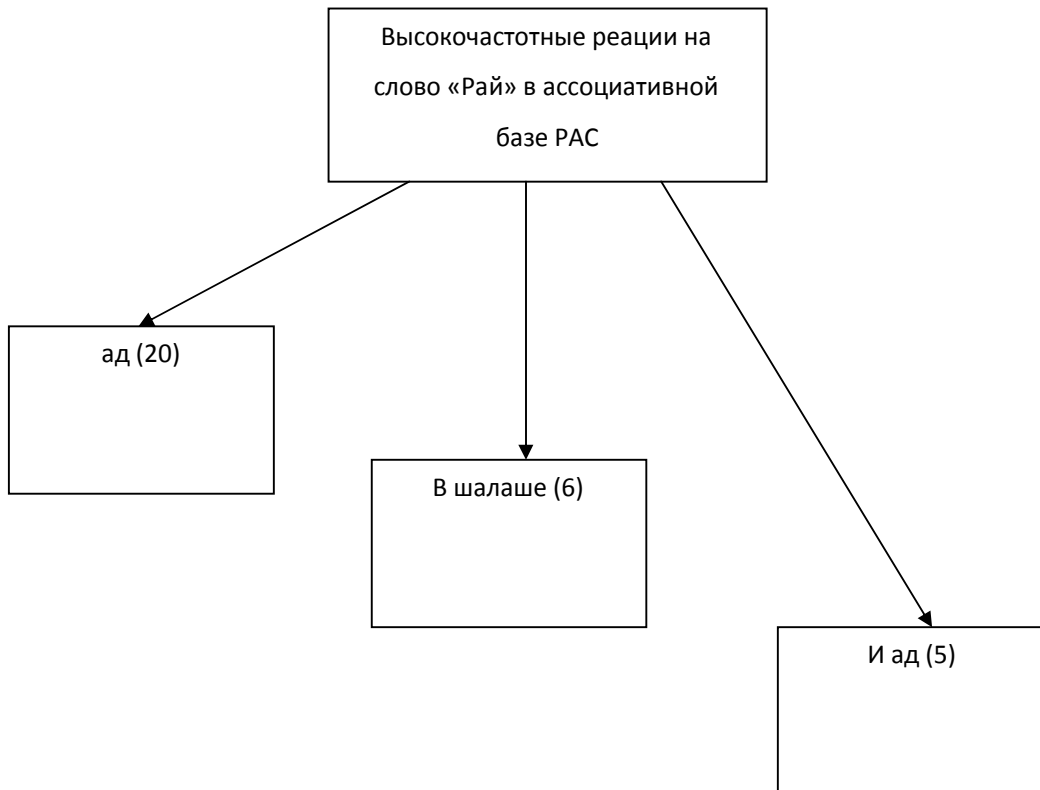 Высокочастотные реации на
слово «Рай» в ассоциативной
базе РАС
ад (20)
В шалаше (6)
И ад (5)